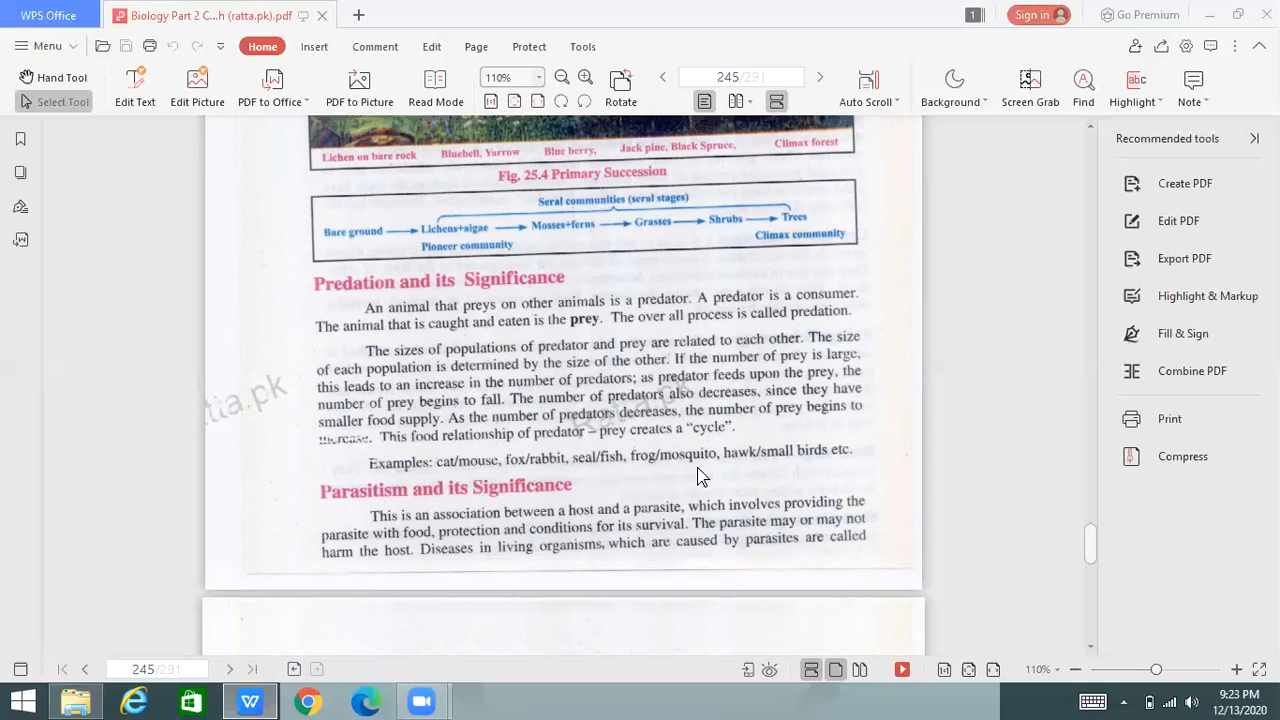 WPS Office
Biology Part 2 C...h (ratta.pk).pdf
1
Sign in
Go Premium
Menu
Home
Insert
Comment
Edit
Page
Protect
Tools
Hand Tool
Select Tool
Edit Text
Edit Picture
PDF to Office
PDF to Picture
Read Mode
110%
Rotate
245/291
Auto Scroll
Background
Screen Grab
Find
Highlight
Note
Lichen on bare rock Bluebell, Yarrow Blue berry, Jack pine, Black Spruce, Climax forest
Fig. 25.4 Primary Succession
Seral communities (seral stages)
Bare ground Lichens+algae Mosses+ferns Grasses Shrubs Trees
Pioneer community Climax community
Predation and its Significance
An animal that preys on other animals is a predator. A predator is a consumer.
The animal that is caught and eaten is the prey. The over all process is called predation.
The sizes of populations of predator and prey are related to each other. The size
of each population is determined by the size of the other. If the number of prey is large,
this leads to an increase in the number of predators; as predator feeds upon the prey, the
number of prey begins to fall. The number of predators also decreases, since they have
smaller food supply. As the number of predators decreases, the number of prey begins to
increase. This food relationship of predator – prey creates a “cycle”.
Examples: cat/mouse, fox/rabbit, seal/fish, frog/mosquito, hawk/small birds etc.
Parasitism and its Significance
This is an association between a host and a parasite, which involves providing the
parasite with food, protection and conditions for its survival. The parasite may or may not
harm the host. Diseases in living organisms, which are caused by parasites are called
Ratta.pk
Recommended tools
Create PDF
Edit PDF
Export PDF
Highlight & Markup
Fill & Sign
Combine PDF
Print
Compress
245/291
110%
9:23 PM
12/13/2020